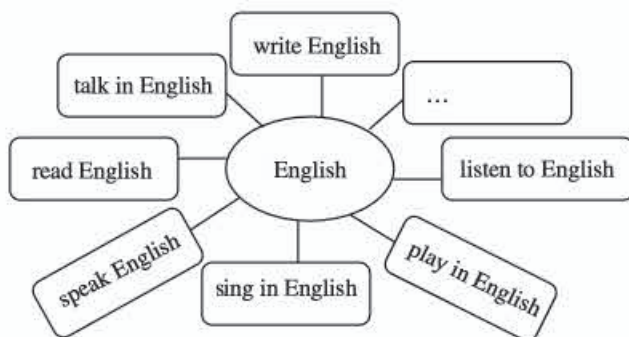 write English
talk in English
...
read English
English
listen to English
speak English
sing in English
play in English